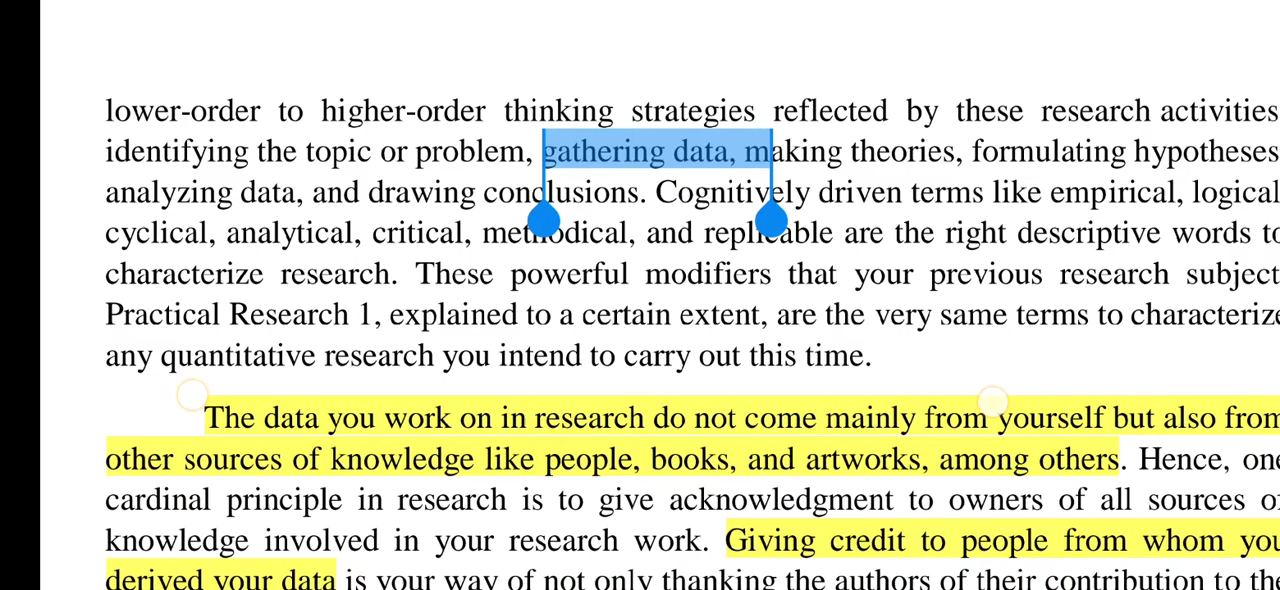 lower-order to higher-order thinking strategies reflected by these research activities
identifying the topic or problem, gathering data, making theories, formulating hypotheses
analyzing data, and drawing conclusions. Cognitively driven terms like empirical, logical
cyclical, analytical, critical, methodical, and replicable are the right descriptive words to
characterize research. These powerful modifiers that your previous research subject
Practical Research 1, explained to a certain extent, are the very same terms to characterize
any quantitative research you intend to carry out this time.
The data you work on in research do not come mainly from yourself but also from
other sources of knowledge like people, books, and artworks, among others. Hence, one
cardinal principle in research is to give acknowledgment to owners of all sources of
knowledge involved in your research work. Giving credit to people from whom you
derived your data is your way of not only thanking the authors of their contribution to the